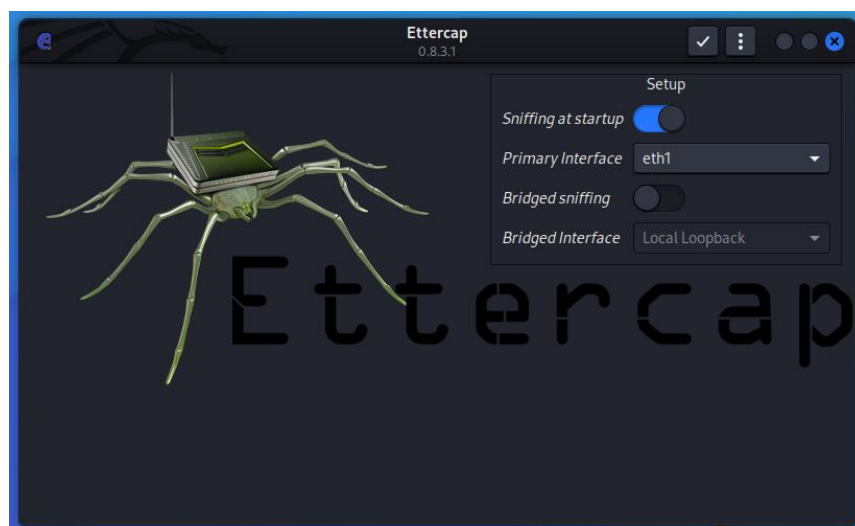 Ettercap
0.8.3.1
Setup
Sniffing at startup
Primary Interface eth1
Bridged sniffing
Bridged Interface Local Loopback
Ettercap